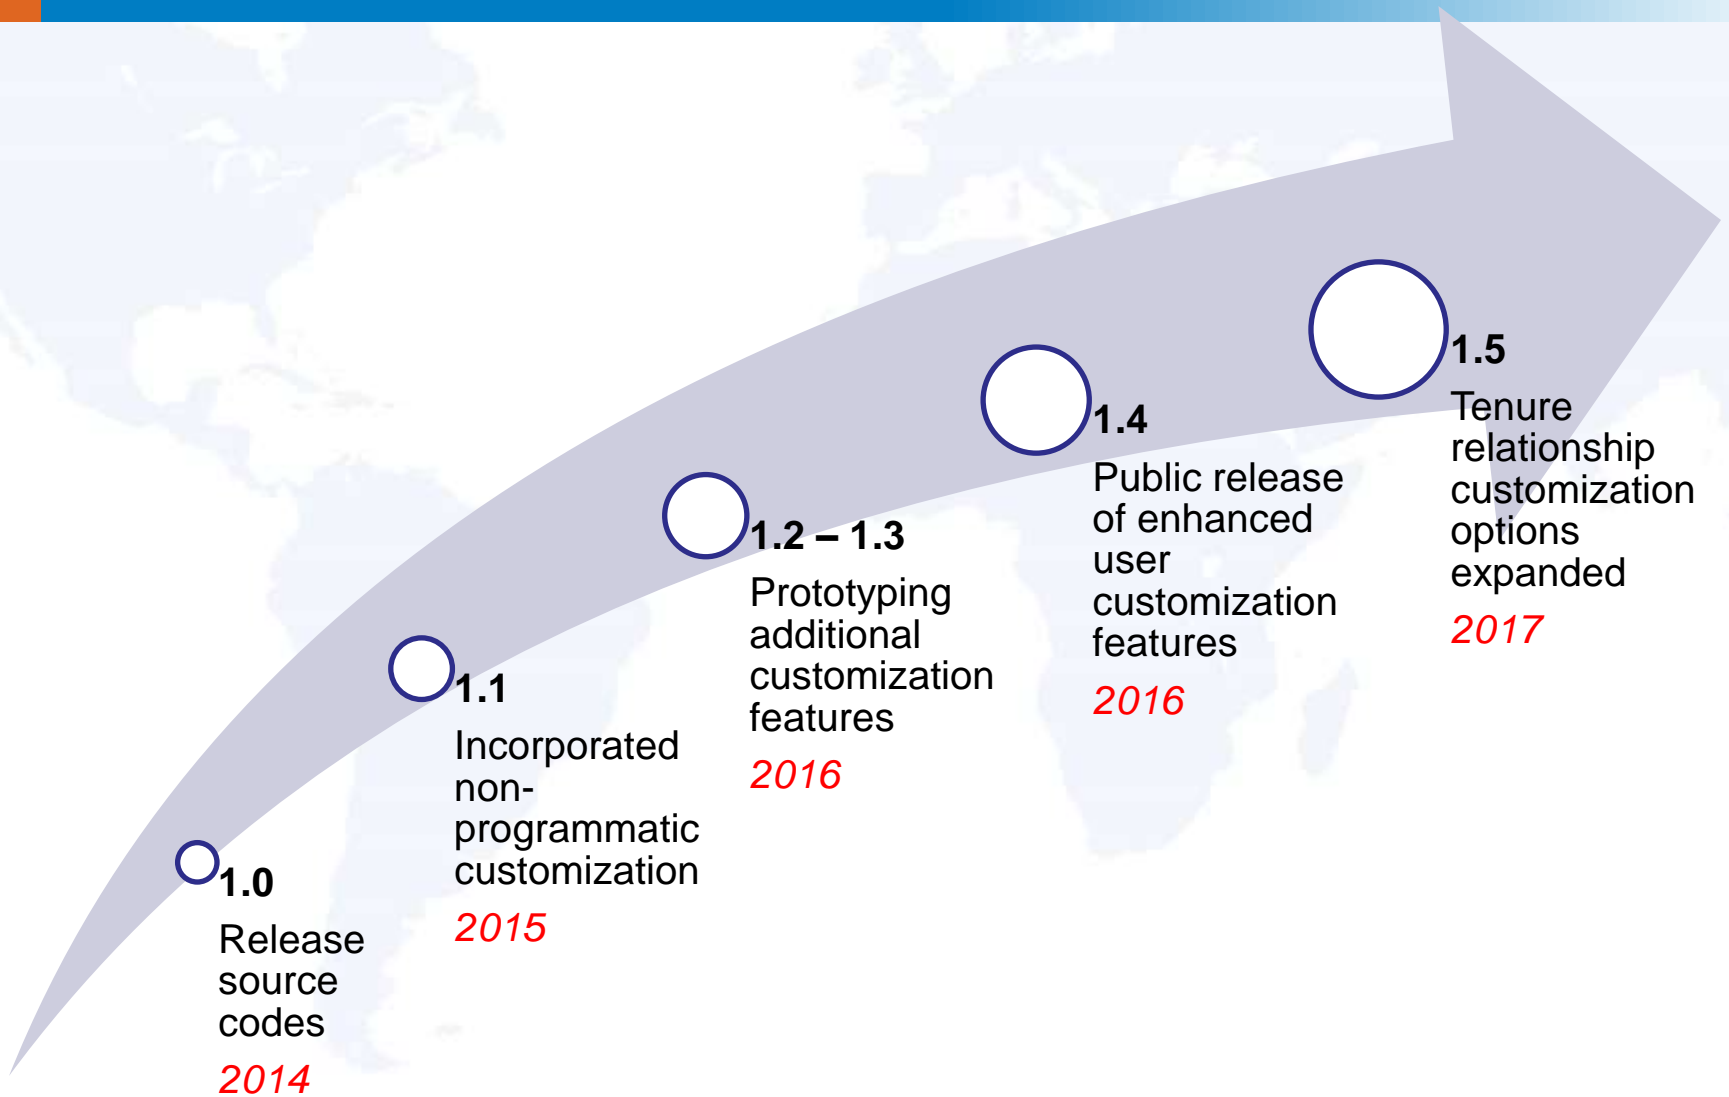 1.0
Release
source
codes
2014
1.1
Incorporated
non-
programmatic
customization
2015
1.2 – 1.3
Prototyping
additional
customization
features
2016
1.4
Public release
of enhanced
user
customization
features
2016
1.5
Tenure
relationship
customization
options
expanded
2017